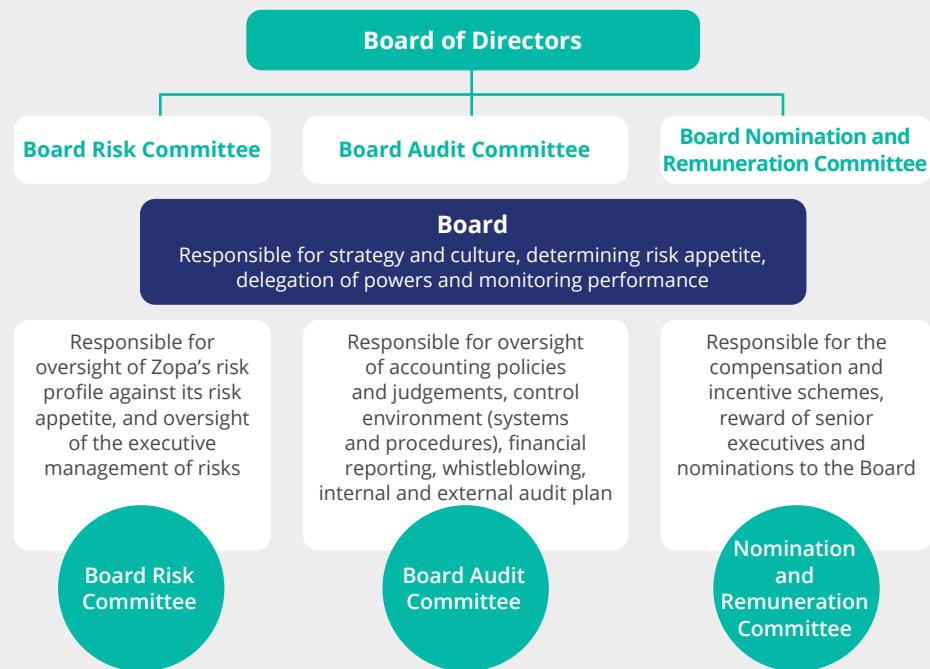 Board of Directors
Board Risk Committee
Board Audit Committee
Board Nomination and
Remuneration Committee
Board
Responsible for strategy and culture, determining risk appetite,
delegation of powers and monitoring performance
Responsible for
oversight of Zopa's risk
profile against its risk
appetite, and oversight
of the executive
management of risks
Responsible for oversight
of accounting policies
and judgements, control
environment (systems
and procedures), financial
reporting, whistleblowing,
internal and external audit plan
Responsible for the
compensation and
incentive schemes,
reward of senior
executives and
nominations to the Board
Board Risk
Committee
Board Audit
Committee
Nomination
and
Remuneration
Committee